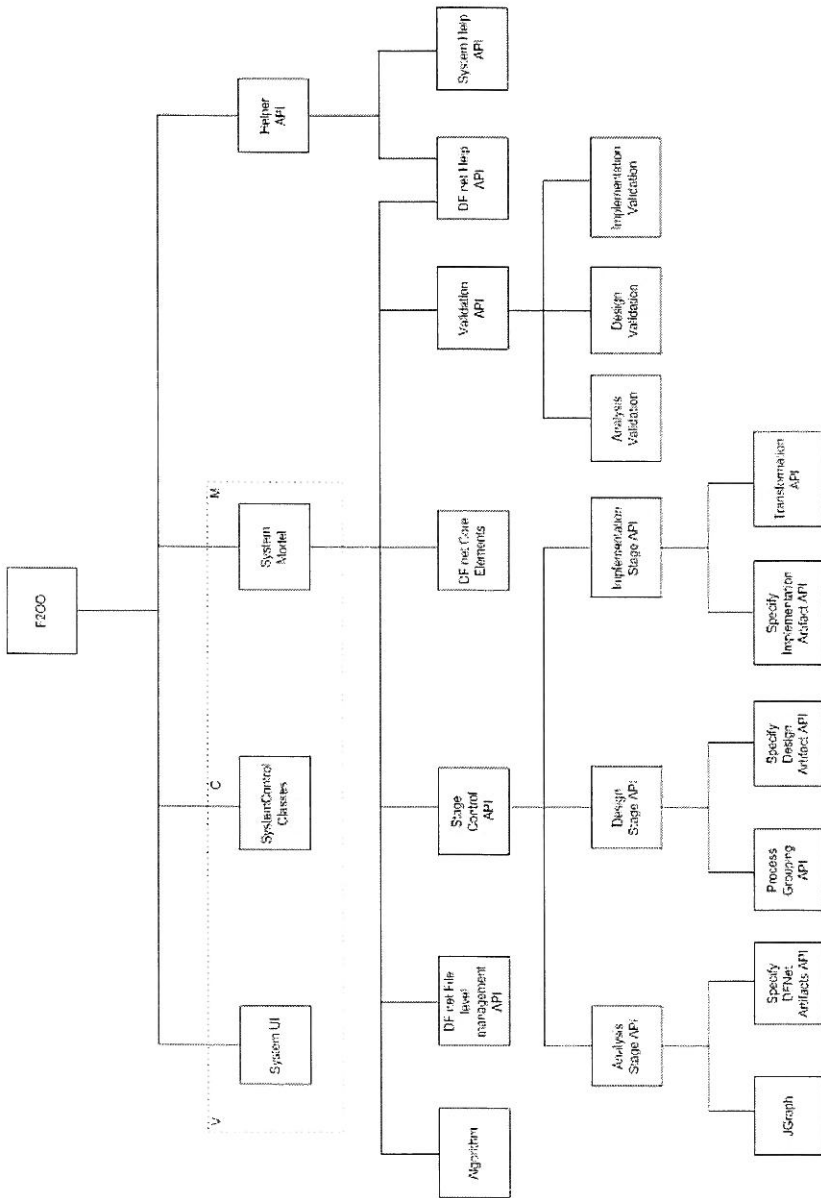 F2OO
V
C
M
System UI
SystemControl
Classes
System
Model
Helper
API
Algorithm
DF net File
level
management
API
Stage
Control
API
DF net Core
Elements
Validation
API
DF net Help
API
System Help
API
Analysis
Stage API
Design
Stage API
Implementation
Stage API
Analysis
Validation
Design
Validation
Implementation
Validation
JGraph
Specify
DFNet
Artifacts API
Process
Grouping
API
Specify
Design
Artifact API
Specify
Implementation
Artifact API
Transformation
API